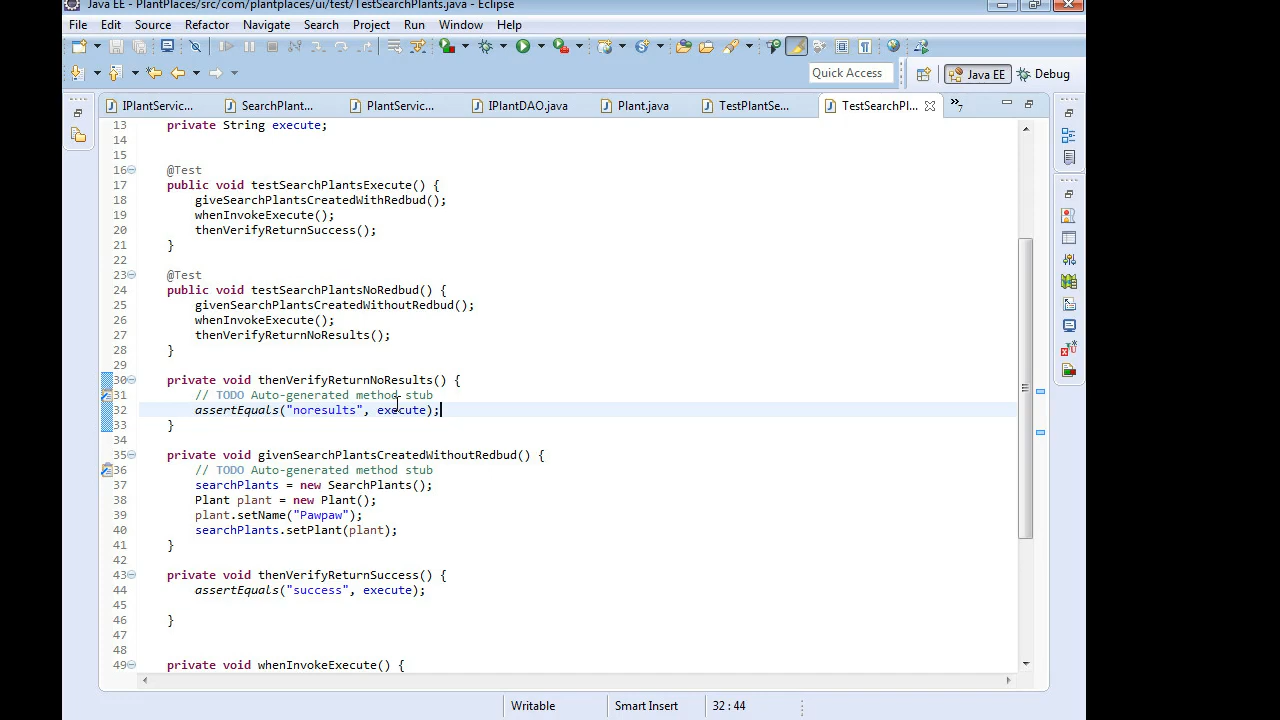 Java EE - PlantPlaces/src/com/plantplaces/ui/test/TestSearchPlants.java - Eclipse
File Edit Source Refactor Navigate Search Project Run Window Help
Quick Access
Java EE
Debug
IPlantServic...
SearchPlant...
PlantServic...
IPlantDAO.java
Plant.java
TestPlantSe...
TestSearchPl...
»7
13 private String execute;
14
15
16 @Test
17 public void testSearchPlantsExecute() {
18 giveSearchPlantsCreatedWithRedbud();
19 whenInvokeExecute();
20 thenVerifyReturnSuccess();
21 }
22
23 @Test
24 public void testSearchPlantsNoRedbud() {
25 givenSearchPlantsCreatedWithoutRedbud();
26 whenInvokeExecute();
27 thenVerifyReturnNoResults();
28 }
29
30 private void thenVerifyReturnNoResults() {
31 // TODO Auto-generated method stub
32 assertEquals("noresults", execute);
33 }
34
35 private void givenSearchPlantsCreatedWithoutRedbud() {
36 // TODO Auto-generated method stub
37 searchPlants = new SearchPlants();
38 Plant plant = new Plant();
39 plant.setName("Pawpaw");
40 searchPlants.setPlant(plant);
41 }
42
43 private void thenVerifyReturnSuccess() {
44 assertEquals("success", execute);
45
46 }
47
48
49 private void whenInvokeExecute() {
Writable
Smart Insert
32 : 44